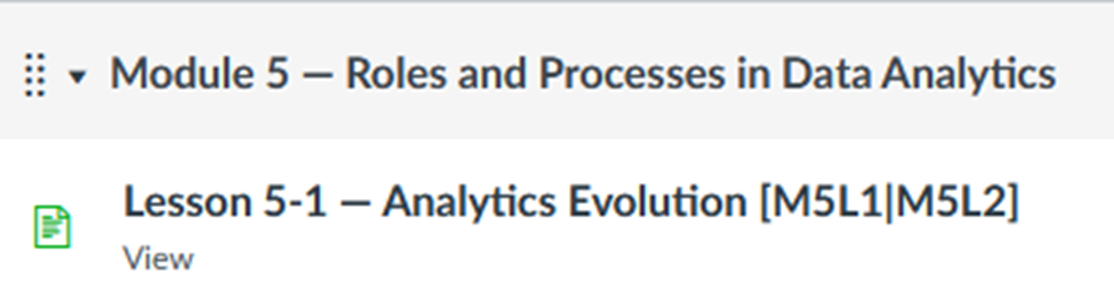 Module 5 — Roles and Processes in Data Analytics
Lesson 5-1 — Analytics Evolution [M5L1|M5L2]
View